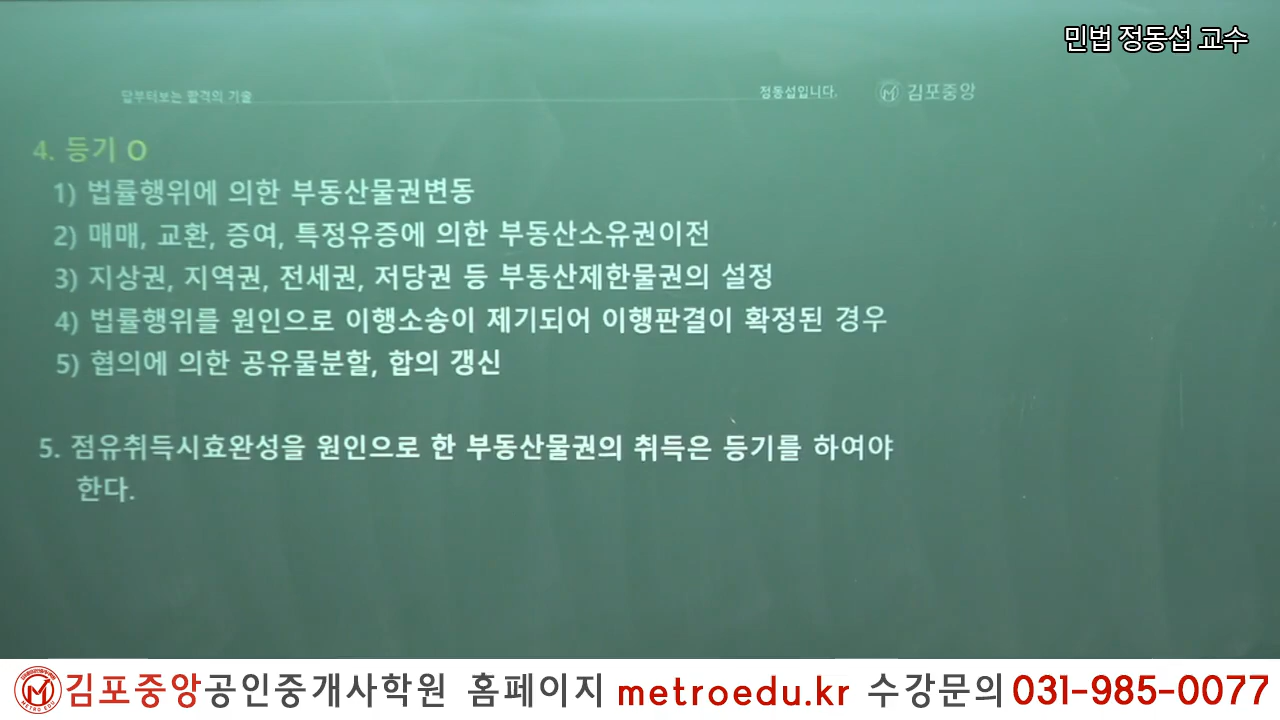 민법 정동섭 교수
답부터보는 합격의 기술
정동섭입니다.
김포중앙
4. 등기 O
1) 법률행위에 의한 부동산물권변동
2) 매매, 교환, 증여, 특정유증에 의한 부동산소유권이전
3) 지상권, 지역권, 전세권, 저당권 등 부동산제한물권의 설정
4) 법률행위를 원인으로 이행소송이 제기되어 이행판결이 확정된 경우
5) 협의에 의한 공유물분할, 합의 갱신
5. 점유취득시효완성을 원인으로 한 부동산물권의 취득은 등기를 하여야
한다.
METRO EDU 김포중앙공인중개사학원 홈페이지 metroedu.kr 수강문의 031-985-0077